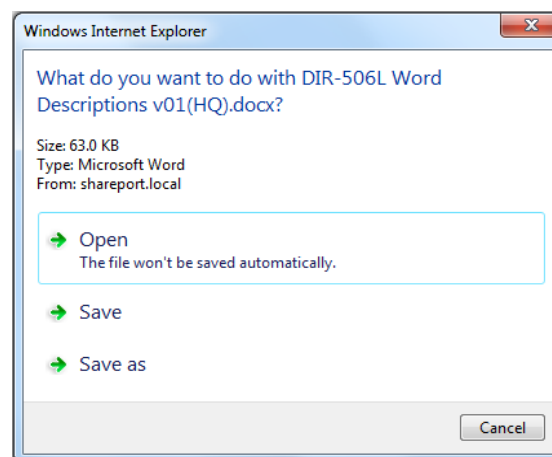 Windows Internet Explorer
What do you want to do with DIR-506L Word
Descriptions v01(HQ).docx?
Size: 63.0 KB
Type: Microsoft Word
From: shareport.local
Open
The file won't be saved automatically.
Save
Save as
Cancel